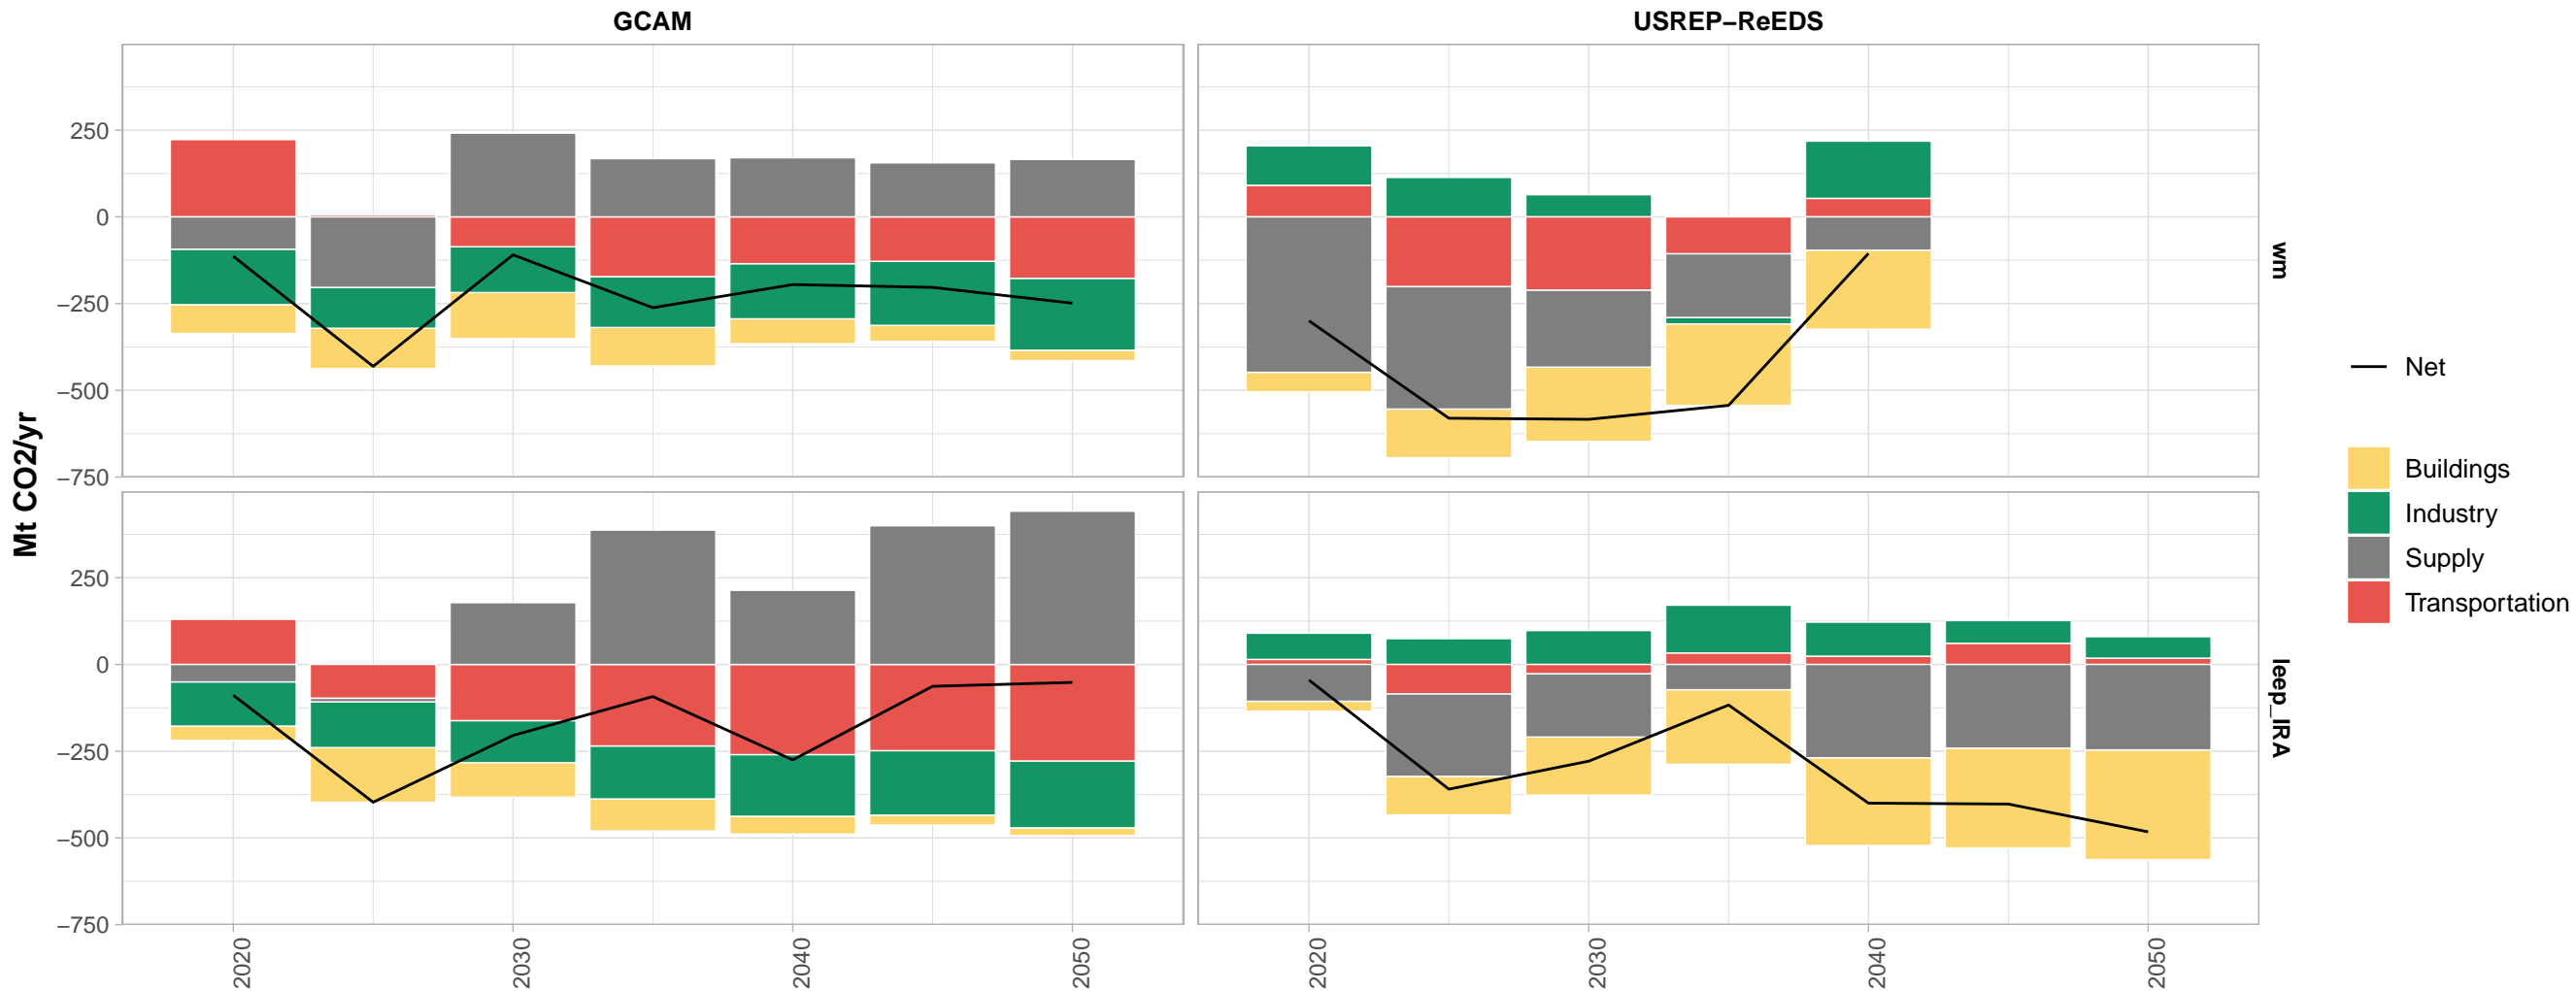 GCAM
USREP−ReEDS
Mt CO2/yr
250
0
−250
−500
−750
wm
250
0
−250
−500
−750
leep_IRA
2020
2030
2040
2050
2020
2030
2040
2050
Net
Buildings
Industry
Supply
Transportation